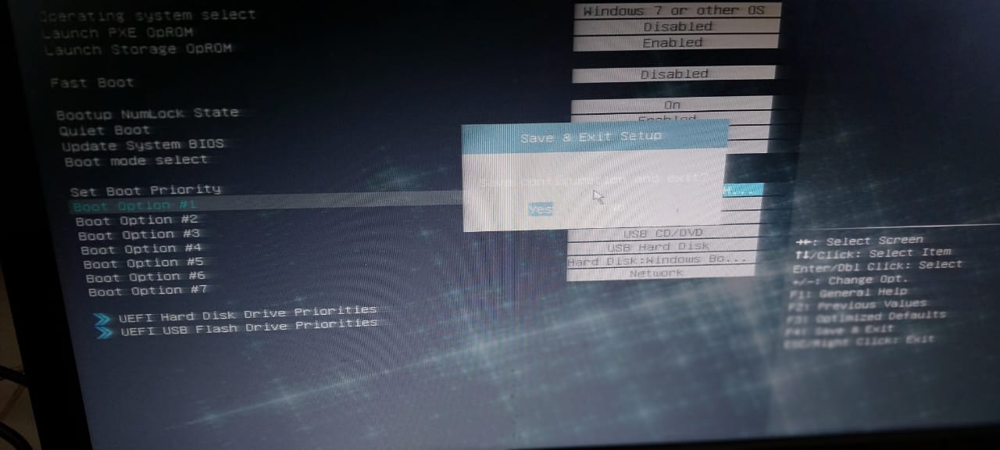 Operating system select
Windows 7 or other OS
Launch PXE OpROM
Disabled
Launch Storage OpROM
Enabled
Fast Boot
Disabled
Bootup NumLock State
On
Quiet Boot
Enabled
Update System BIOS
Boot mode select
Save & Exit Setup
Save configuration and exit?
Yes
Set Boot Priority
Boot Option #1
H...
Boot Option #2
Boot Option #3
USB CD/DVD
Boot Option #4
USB Hard Disk
Boot Option #5
Hard Disk:Windows Bo...
Boot Option #6
Network
Boot Option #7
UEFI Hard Disk Drive Priorities
UEFI USB Flash Drive Priorities
→←: Select Screen
↑↓/Click: Select Item
Enter/Dbl Click: Select
+/-: Change Opt.
F1: General Help
F2: Previous Values
F3: Optimized Defaults
F4: Save & Exit
ESC/Right Click: Exit